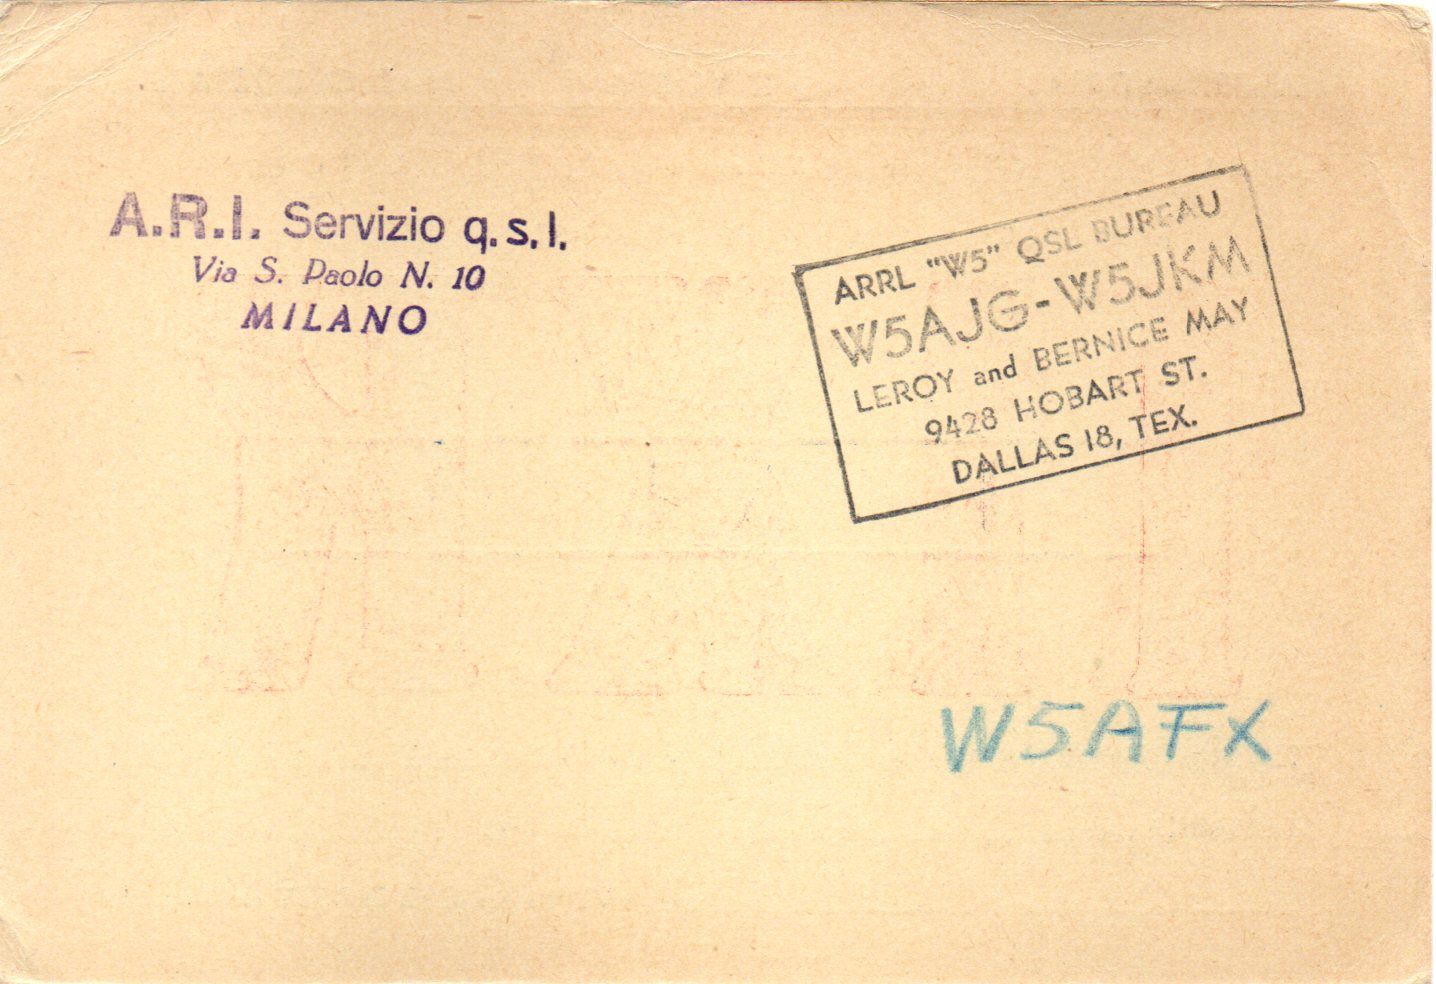 A.R.I. Servizio q.s.l.
Via S. Paolo N. 10
MILANO
ARRL "W5" QSL BUREAU
W5AJG-W5JKM
LEROY and BERNICE MAY
9428 HOBART ST.
DALLAS 18, TEX.
W5AFX